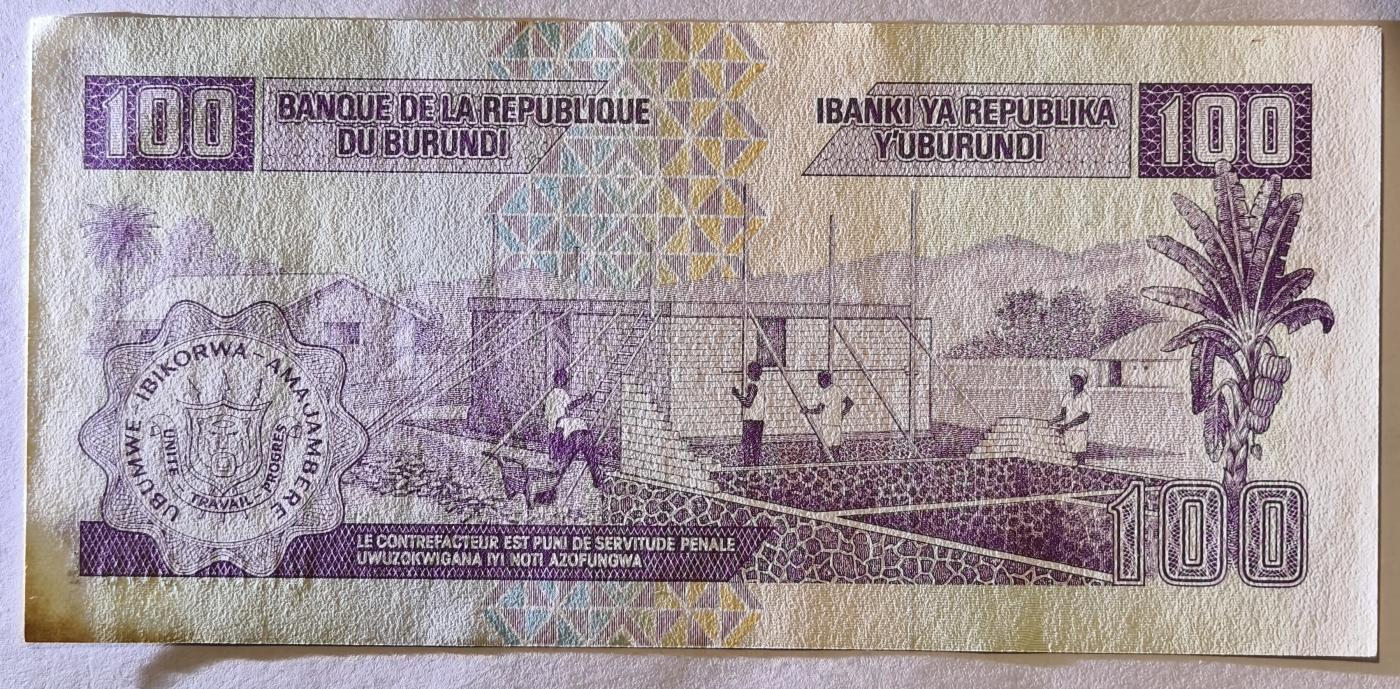 100
BANQUE DE LA REPUBLIQUE
DU BURUNDI
IBANKI YA REPUBLIKA
Y'UBURUNDI
100
UBUMWE - IBIKORWA - AMAJAMBERE
UNITE - TRAVAIL - PROGRES
LE CONTREFACTEUR EST PUNI DE SERVITUDE PENALE
UWUZOKWIGANA IYI NOTI AZOFUNGWA
100